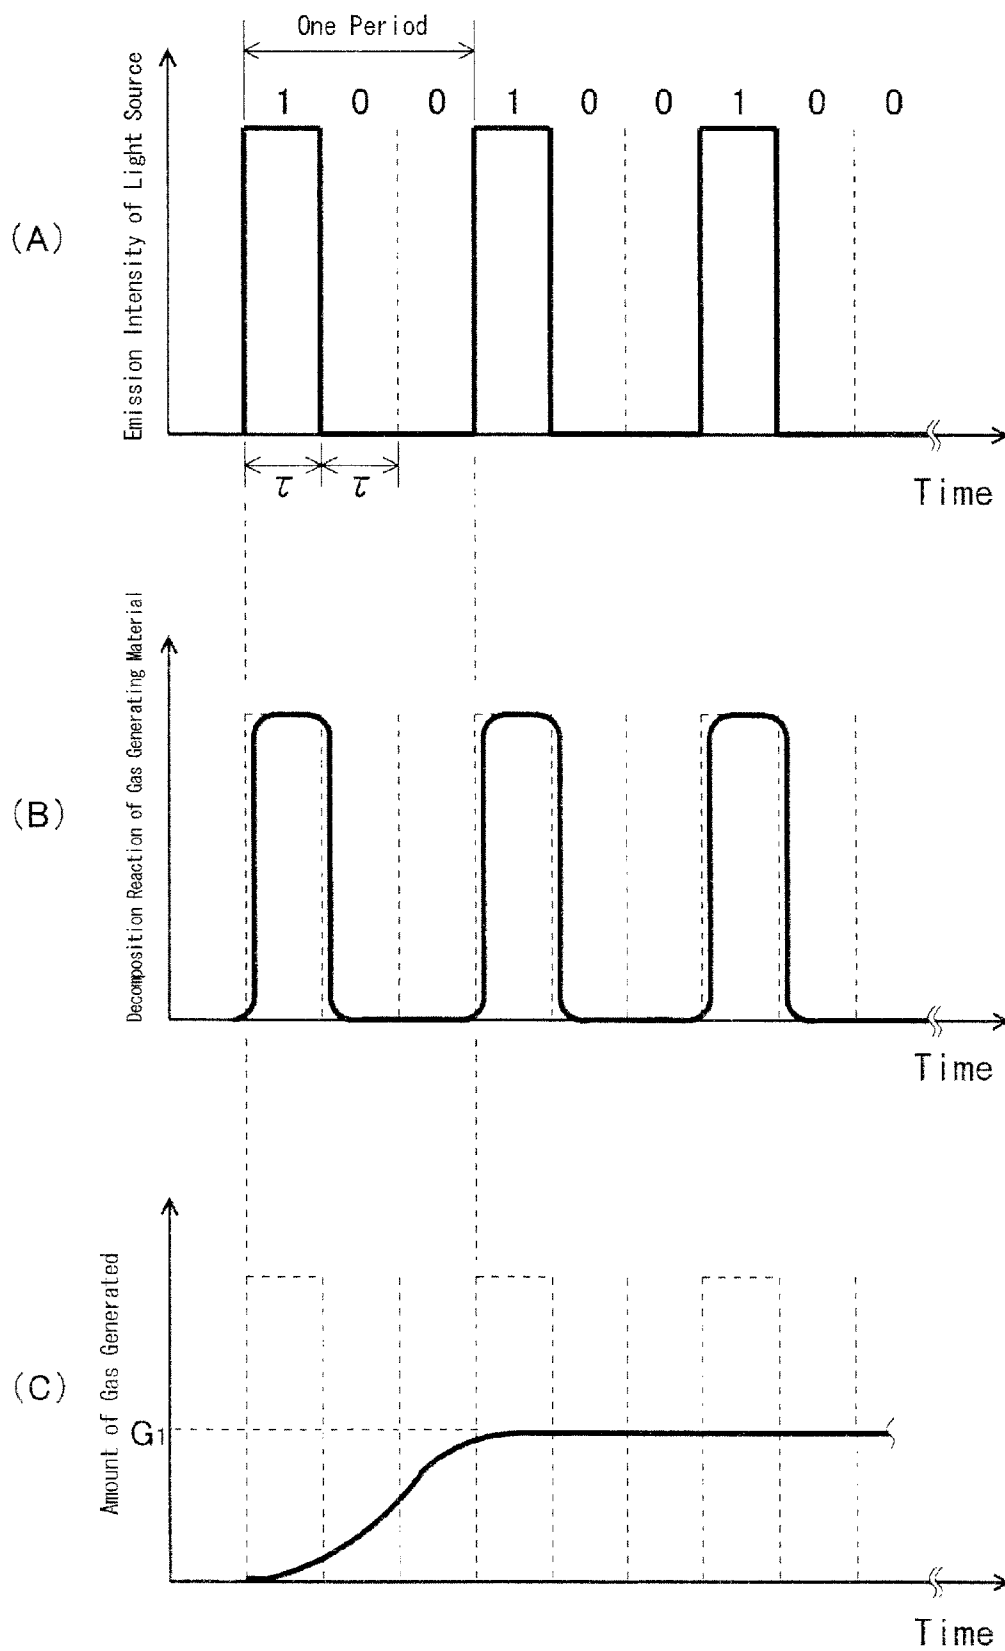 One Period
1 0 0 1 0 0 1 0 0
Emission Intensity of Light Source
(A)
τ τ
Time
Decomposition Reaction of Gas Generating Material
(B)
Time
Amount of Gas Generated
(C)
G1
Time